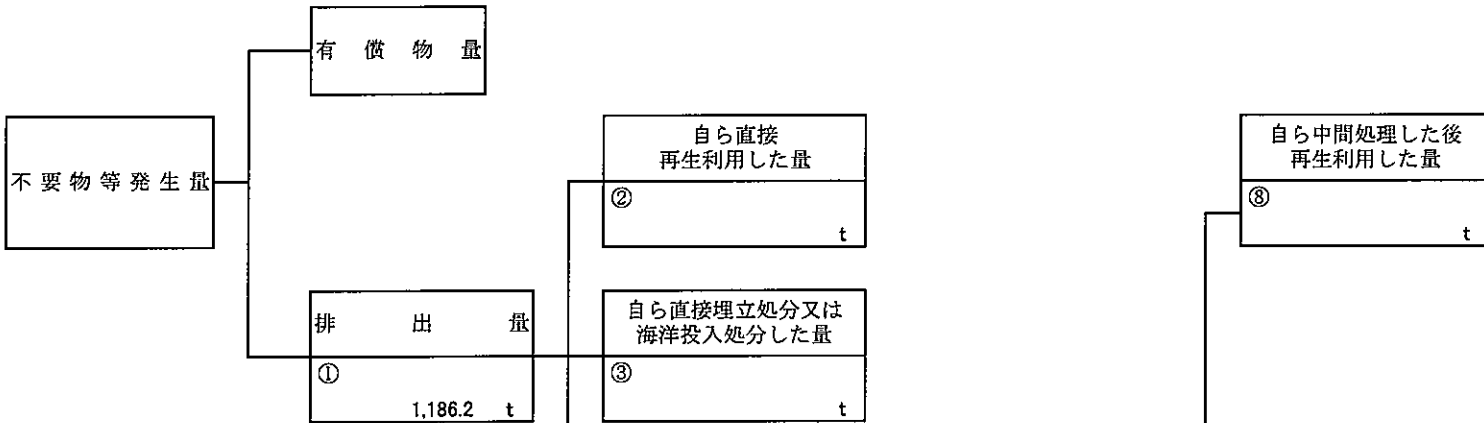 有償物量
不要物等発生量
自ら直接
再生利用した量
②
t
自ら中間処理した後
再生利用した量
⑧
t
排出量
①
1,186.2 t
自ら直接埋立処分又は
海洋投入処分した量
③
t